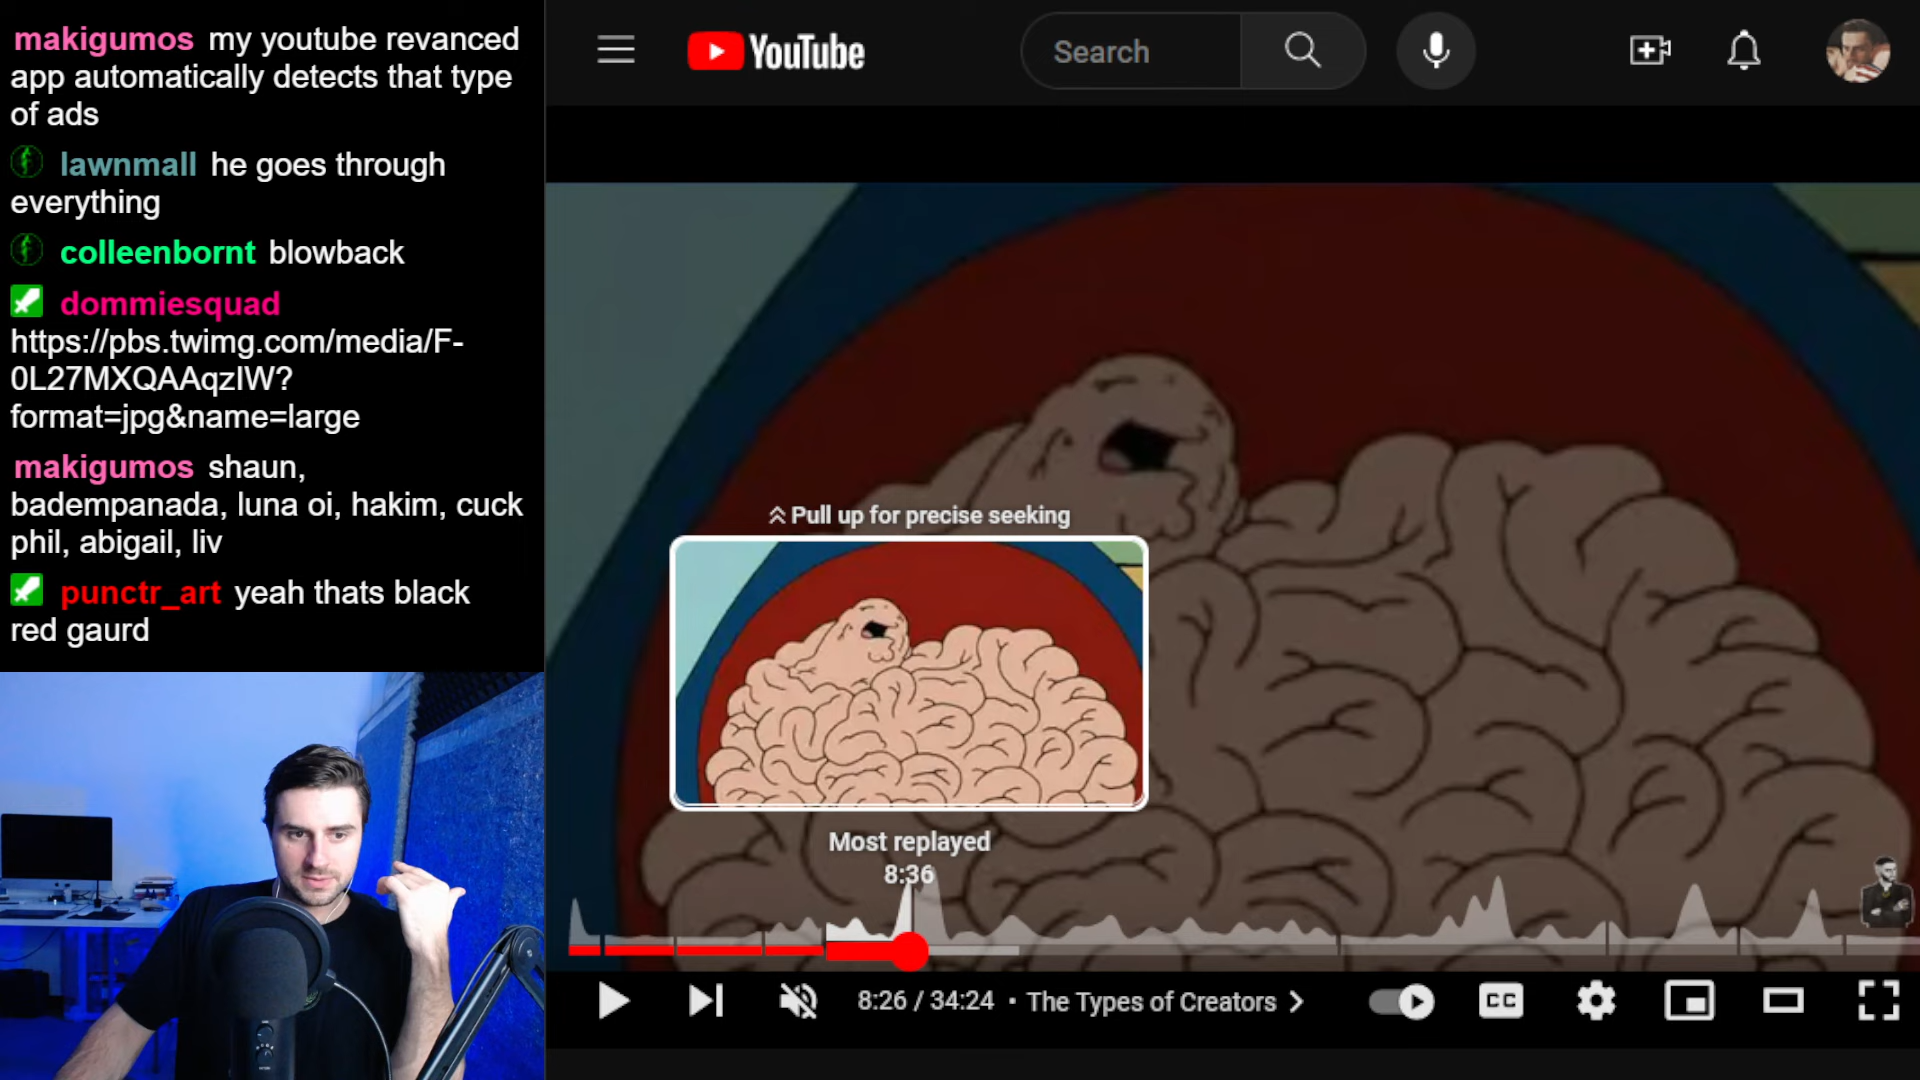 makigumos my youtube revanced
app automatically detects that type
of ads
lawnmall he goes through
everything
colleenbornt blowback
dommiesquad
https://pbs.twimg.com/media/F-
0L27MXQAAqzIW?
format=jpg&name=large
makigumos shaun,
badempanada, luna oi, hakim, cuck
phil, abigail, liv
punctr_art yeah thats black
red gaurd
YouTube
Search
Pull up for precise seeking
Most replayed
8:36
8:26 / 34:24 • The Types of Creators
CC